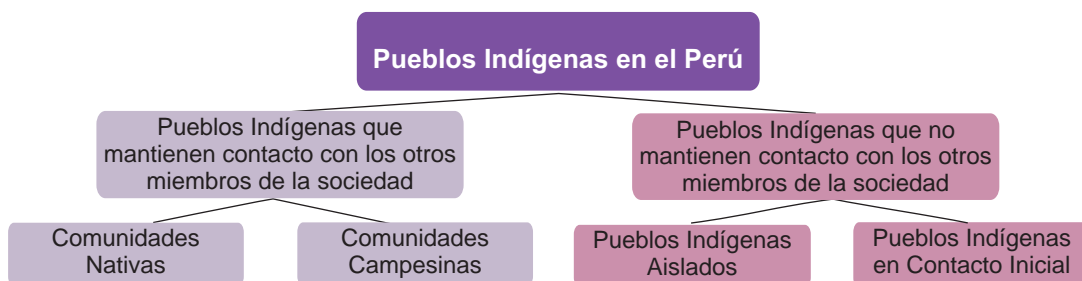 Pueblos Indígenas en el Perú
Pueblos Indígenas que
mantienen contacto con los otros
miembros de la sociedad
Pueblos Indígenas que no
mantienen contacto con los otros
miembros de la sociedad
Comunidades
Nativas
Comunidades
Campesinas
Pueblos Indígenas
Aislados
Pueblos Indígenas
en Contacto Inicial